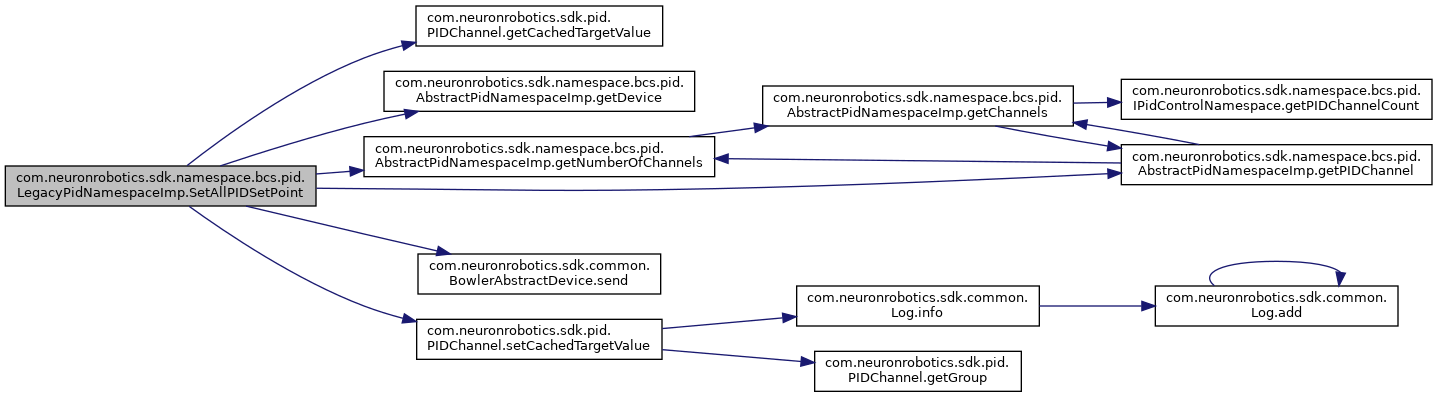 com.neuronrobotics.sdk.pid.
PIDChannel.getCachedTargetValue
com.neuronrobotics.sdk.namespace.bcs.pid.
AbstractPidNamespaceImp.getDevice
com.neuronrobotics.sdk.namespace.bcs.pid.
AbstractPidNamespaceImp.getChannels
com.neuronrobotics.sdk.namespace.bcs.pid.
IPidControlNamespace.getPIDChannelCount
com.neuronrobotics.sdk.namespace.bcs.pid.
AbstractPidNamespaceImp.getNumberOfChannels
com.neuronrobotics.sdk.namespace.bcs.pid.
AbstractPidNamespaceImp.getPIDChannel
com.neuronrobotics.sdk.namespace.bcs.pid.
LegacyPidNamespaceImp.SetAllPIDSetPoint
com.neuronrobotics.sdk.common.
BowlerAbstractDevice.send
com.neuronrobotics.sdk.common.
Log.info
com.neuronrobotics.sdk.common.
Log.add
com.neuronrobotics.sdk.pid.
PIDChannel.setCachedTargetValue
com.neuronrobotics.sdk.pid.
PIDChannel.getGroup